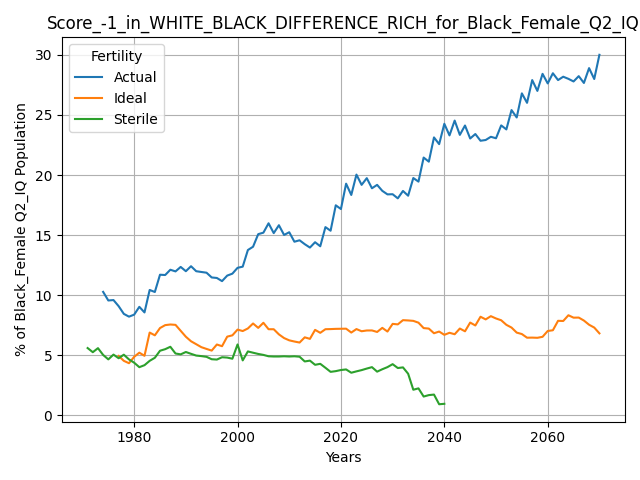 Score_-1_in_WHITE_BLACK_DIFFERENCE_RICH_for_Black_Female_Q2_IQ
Fertility
Actual
Ideal
Sterile
% of Black_Female Q2_IQ Population
30
25
20
15
10
5
0
1980 2000 2020 2040 2060
Years